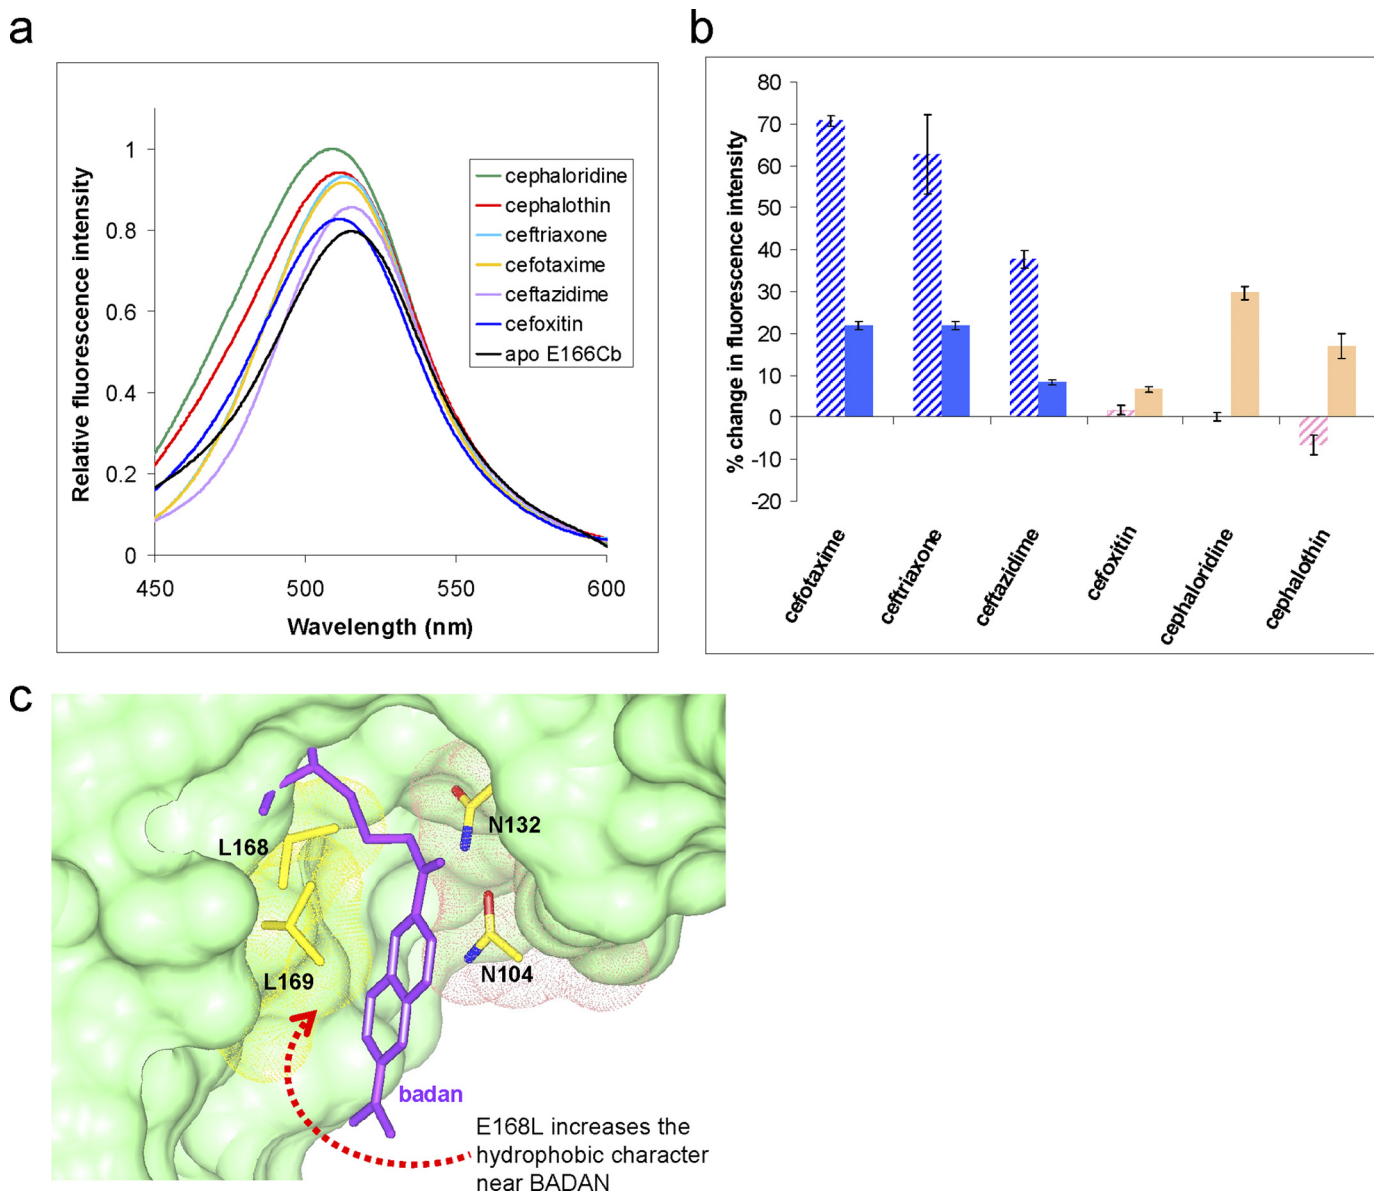 a
1
0.8
0.6
0.4
0.2
0
450
500
550
600
Relative fluorescence intensity
Wavelength (nm)
cephaloridine
cephalothin
ceftriaxone
cefotaxime
ceftazidime
cefoxitin
apo E166Cb
b
80
70
60
50
40
30
20
10
0
-10
-20
% change in fluorescence intensity
cefotaxime
ceftriaxone
ceftazidime
cefoxitin
cephaloridine
cephalothin
c
N132
L168
L169
N104
badan
E168L increases the
hydrophobic character
near BADAN